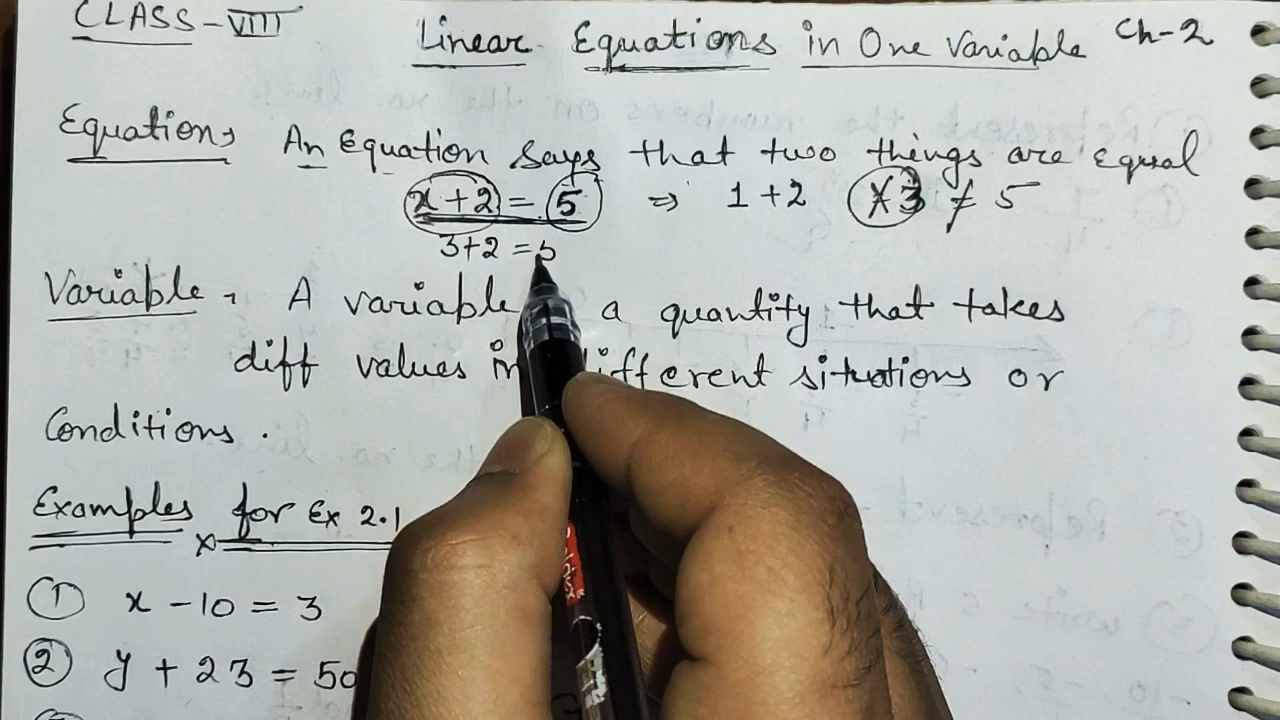 CLASS - VIII
Linear Equations in One Variable Ch-2
Equation → An Equation says that two things are equal
x+2 = 5 ⇒ 1+2 3 ≠ 5
3+2 = 5
Variable → A variable a quantity that takes
diff values in different situations or
Conditions .
Examples for Ex 2.1
① x - 10 = 3
② y + 23 = 50